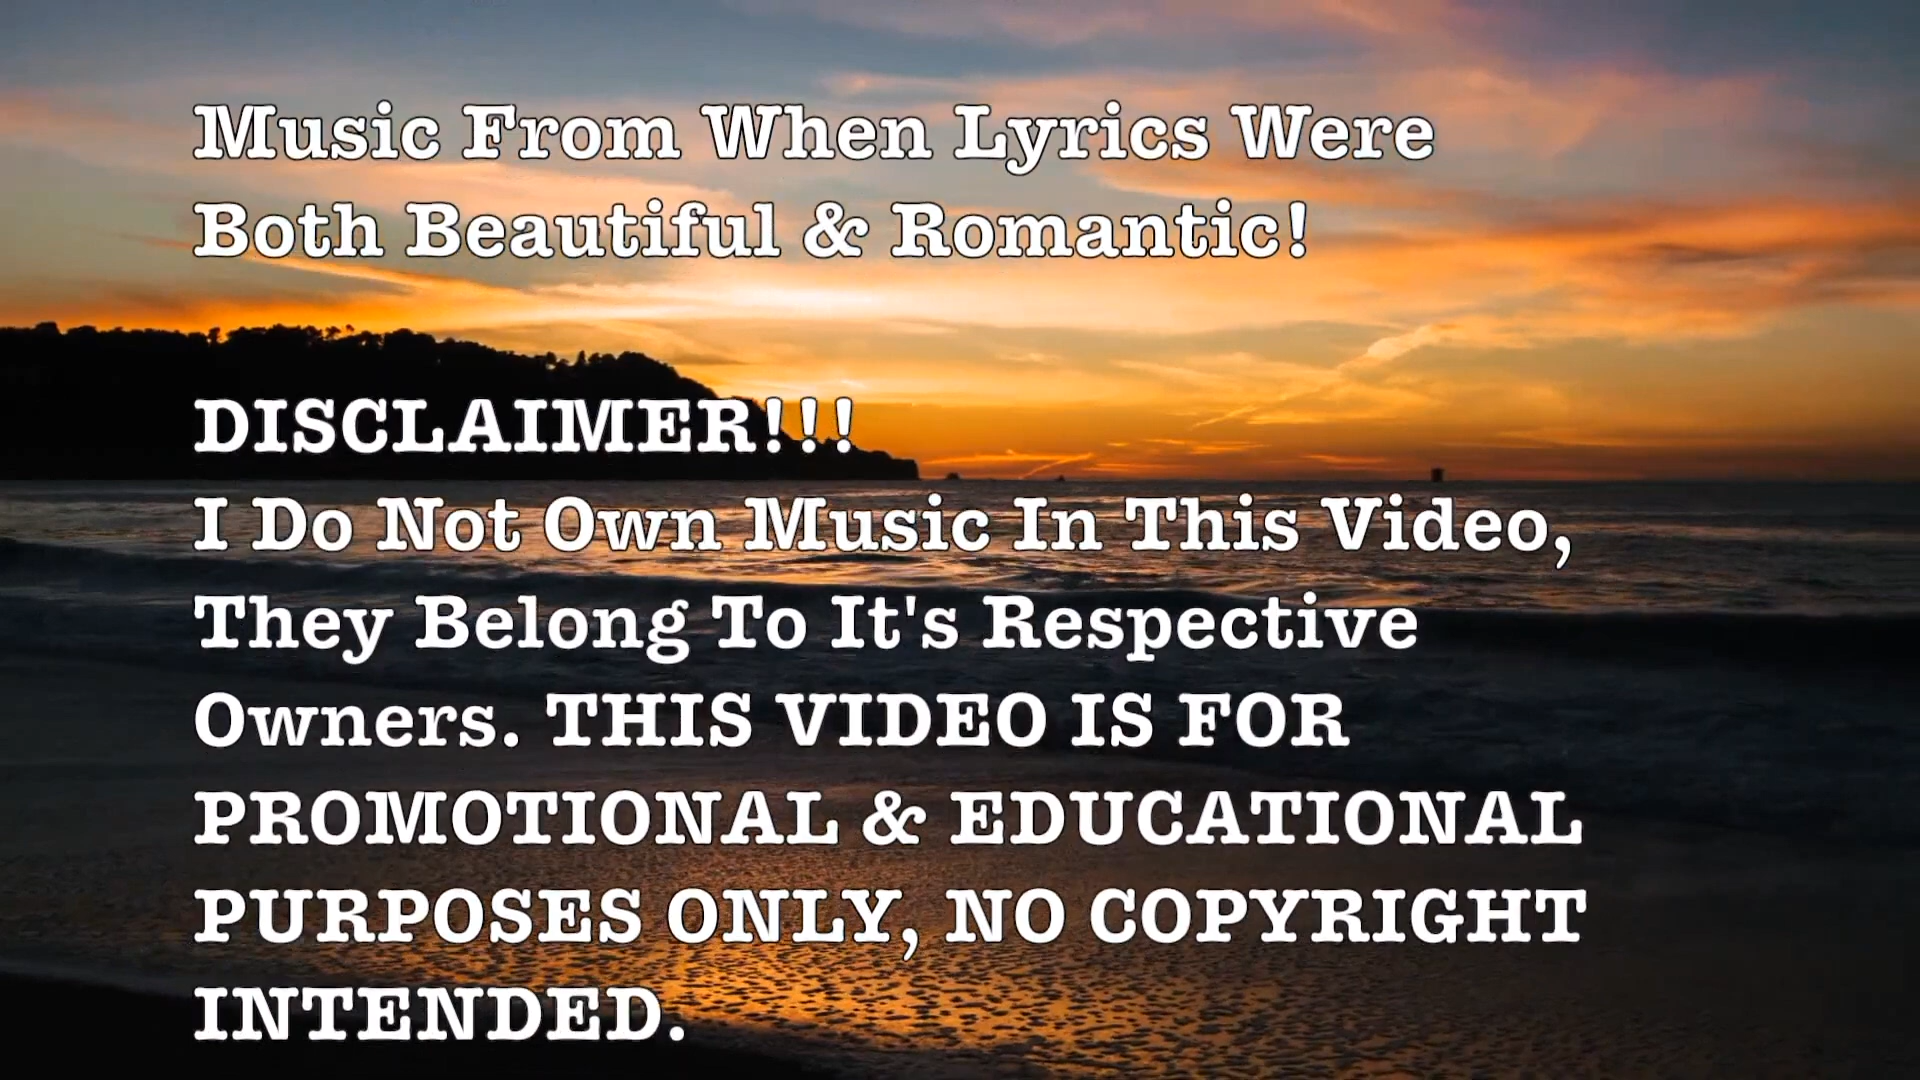 Music From When Lyrics Were
Both Beautiful & Romantic!
DISCLAIMER!!!
I Do Not Own Music In This Video,
They Belong To It's Respective
Owners. THIS VIDEO IS FOR
PROMOTIONAL & EDUCATIONAL
PURPOSES ONLY, NO COPYRIGHT
INTENDED.